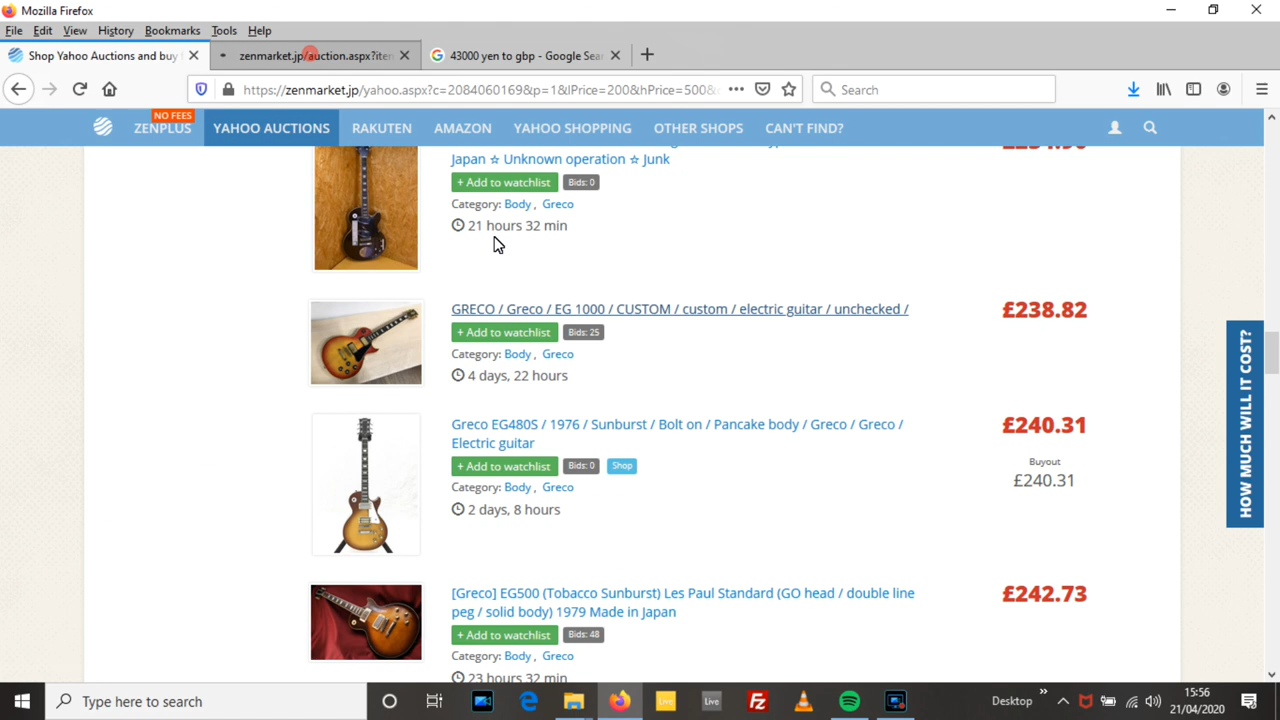 Mozilla Firefox
File Edit View History Bookmarks Tools Help
Shop Yahoo Auctions and buy
zenmarket.jp/auction.aspx?iten
43000 yen to gbp - Google Sea
https://zenmarket.jp/yahoo.aspx?c=2084060169&p=1&lPrice=200&hPrice=500&
Search
NO FEES
ZENPLUS YAHOO AUCTIONS RAKUTEN AMAZON YAHOO SHOPPING OTHER SHOPS CAN'T FIND?
Japan ☆ Unknown operation ☆ Junk
+ Add to watchlist Bids: 0
Category: Body , Greco
21 hours 32 min
GRECO / Greco / EG 1000 / CUSTOM / custom / electric guitar / unchecked /
£238.82
+ Add to watchlist Bids: 25
Category: Body , Greco
4 days, 22 hours
Greco EG480S / 1976 / Sunburst / Bolt on / Pancake body / Greco / Greco /
Electric guitar
£240.31
Buyout
£240.31
+ Add to watchlist Bids: 0 Shop
Category: Body , Greco
2 days, 8 hours
[Greco] EG500 (Tobacco Sunburst) Les Paul Standard (GO head / double line
peg / solid body) 1979 Made in Japan
£242.73
+ Add to watchlist Bids: 48
Category: Body , Greco
23 hours 32 min
HOW MUCH WILL IT COST?
Type here to search
Live
Live
Desktop
15:56
21/04/2020